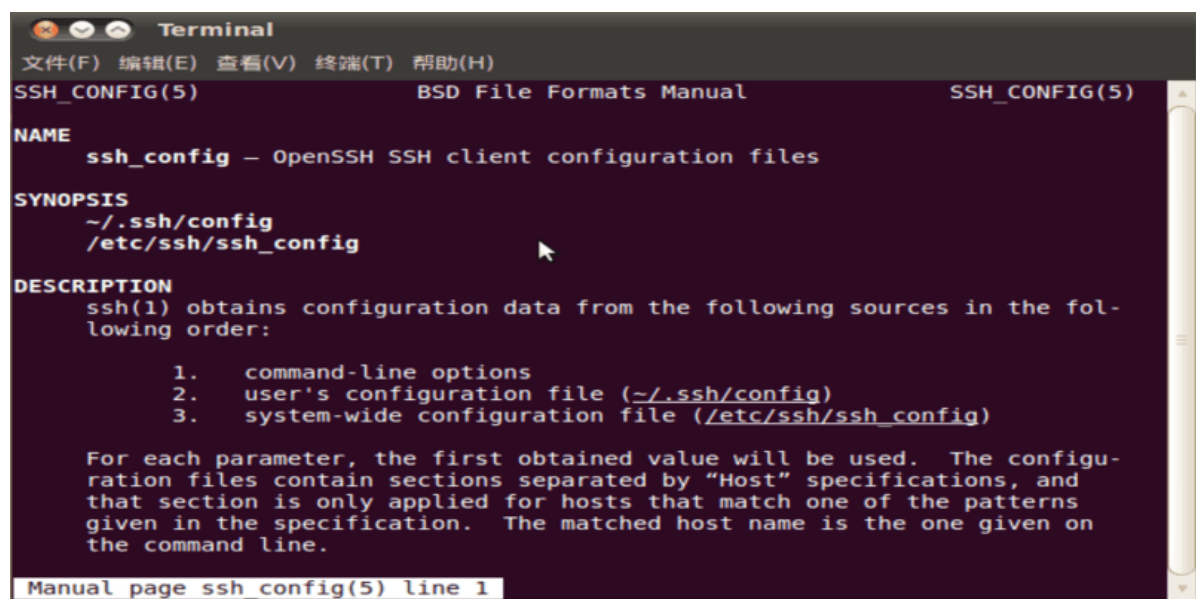 Terminal
文件(F) 编辑(E) 查看(V) 终端(T) 帮助(H)
SSH_CONFIG(5) BSD File Formats Manual SSH_CONFIG(5)
NAME
ssh_config — OpenSSH SSH client configuration files
SYNOPSIS
~/.ssh/config
/etc/ssh/ssh_config
DESCRIPTION
ssh(1) obtains configuration data from the following sources in the fol-
lowing order:
1. command-line options
2. user's configuration file (~/.ssh/config)
3. system-wide configuration file (/etc/ssh/ssh_config)
For each parameter, the first obtained value will be used. The configu-
ration files contain sections separated by “Host” specifications, and
that section is only applied for hosts that match one of the patterns
given in the specification. The matched host name is the one given on
the command line.
Manual page ssh_config(5) line 1